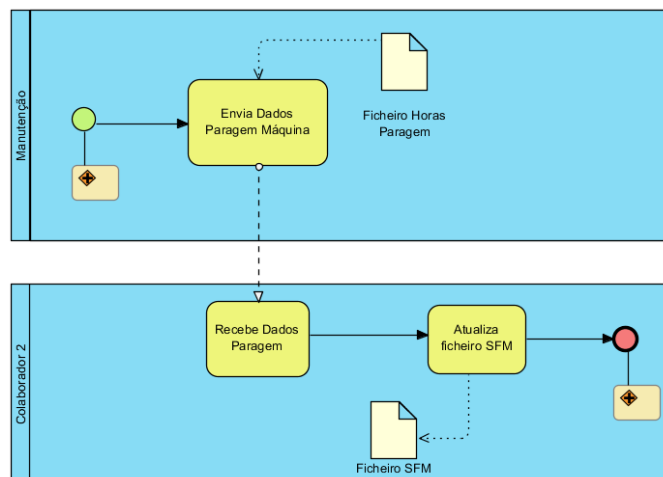 Manutenção
Envia Dados
Paragem Máquina
Ficheiro Horas
Paragem
Colaborador 2
Recebe Dados
Paragem
Atualiza
ficheiro SFM
Ficheiro SFM